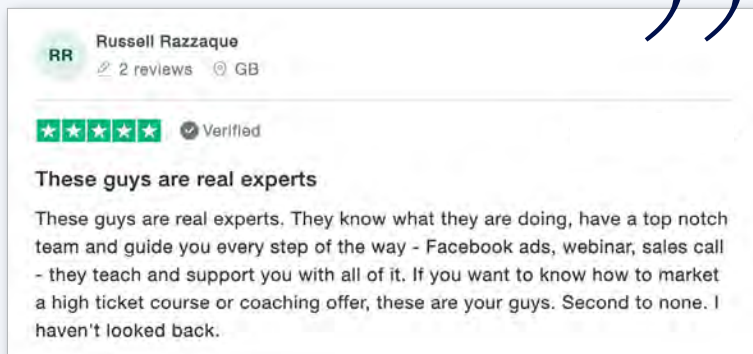 ”
RR
Russell Razzaque
2 reviews GB
Verified
These guys are real experts
These guys are real experts. They know what they are doing, have a top notch
team and guide you every step of the way - Facebook ads, webinar, sales call
- they teach and support you with all of it. If you want to know how to market
a high ticket course or coaching offer, these are your guys. Second to none. I
haven't looked back.